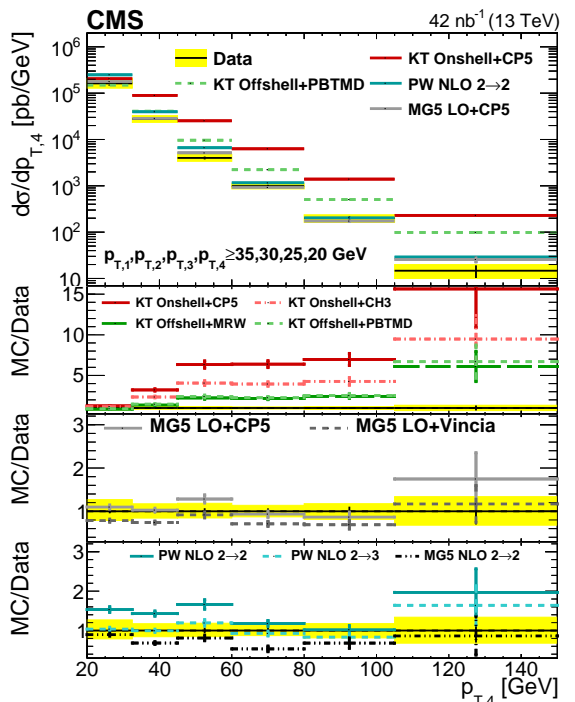 CMS 42 nb⁻¹ (13 TeV)
dσ/dp_T,4 [pb/GeV]
10⁶
10⁵
10⁴
10³
10²
10
Data KT Onshell+CP5
KT Offshell+PBTMD PW NLO 2→2
MG5 LO+CP5
p_T,1,p_T,2,p_T,3,p_T,4≥35,30,25,20 GeV
MC/Data
15
10
5
KT Onshell+CP5 KT Onshell+CH3
KT Offshell+MRW KT Offshell+PBTMD
MC/Data
3
2
1
MG5 LO+CP5 MG5 LO+Vincia
MC/Data
3
2
1
PW NLO 2→2 PW NLO 2→3 MG5 NLO 2→2
20 40 60 80 100 120 140
p_T,4 [GeV]